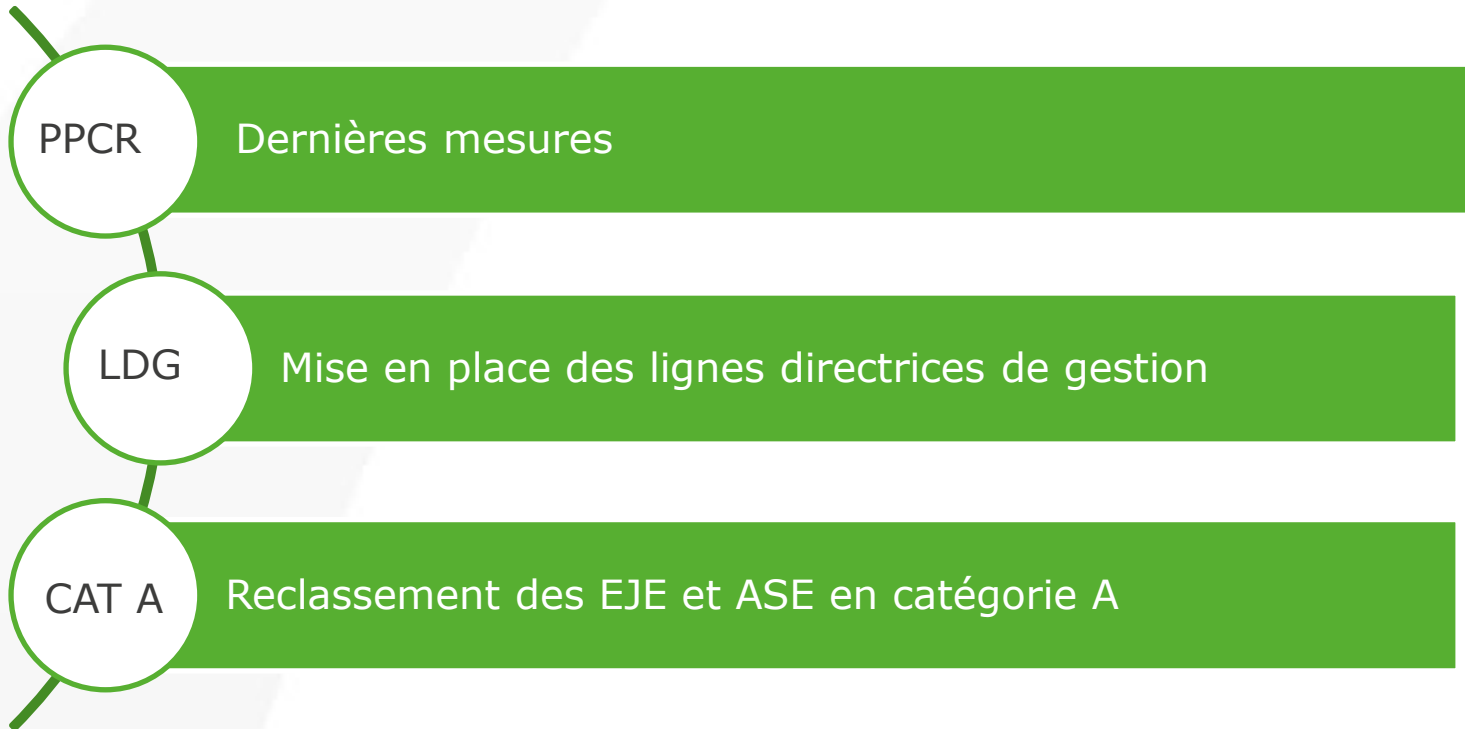 PPCR
Dernières mesures
LDG
Mise en place des lignes directrices de gestion
CAT A
Reclassement des EJE et ASE en catégorie A